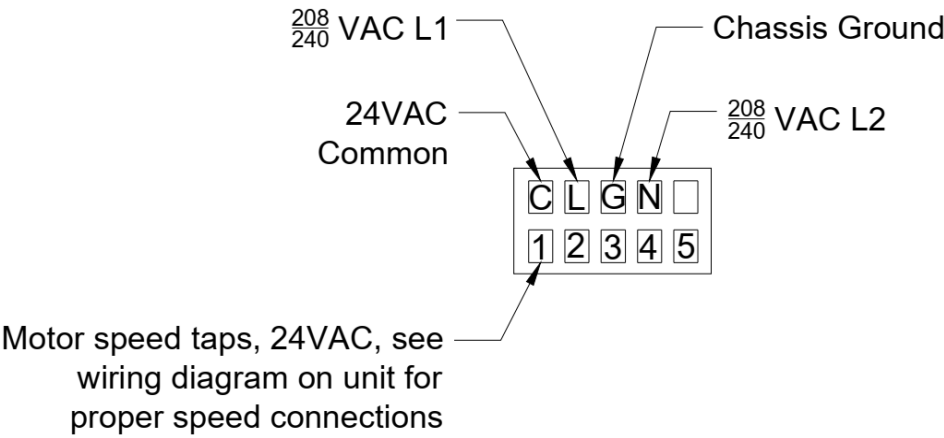 208/240 VAC L1
Chassis Ground
24VAC
Common
208/240 VAC L2
C L G N
1 2 3 4 5
Motor speed taps, 24VAC, see
wiring diagram on unit for
proper speed connections